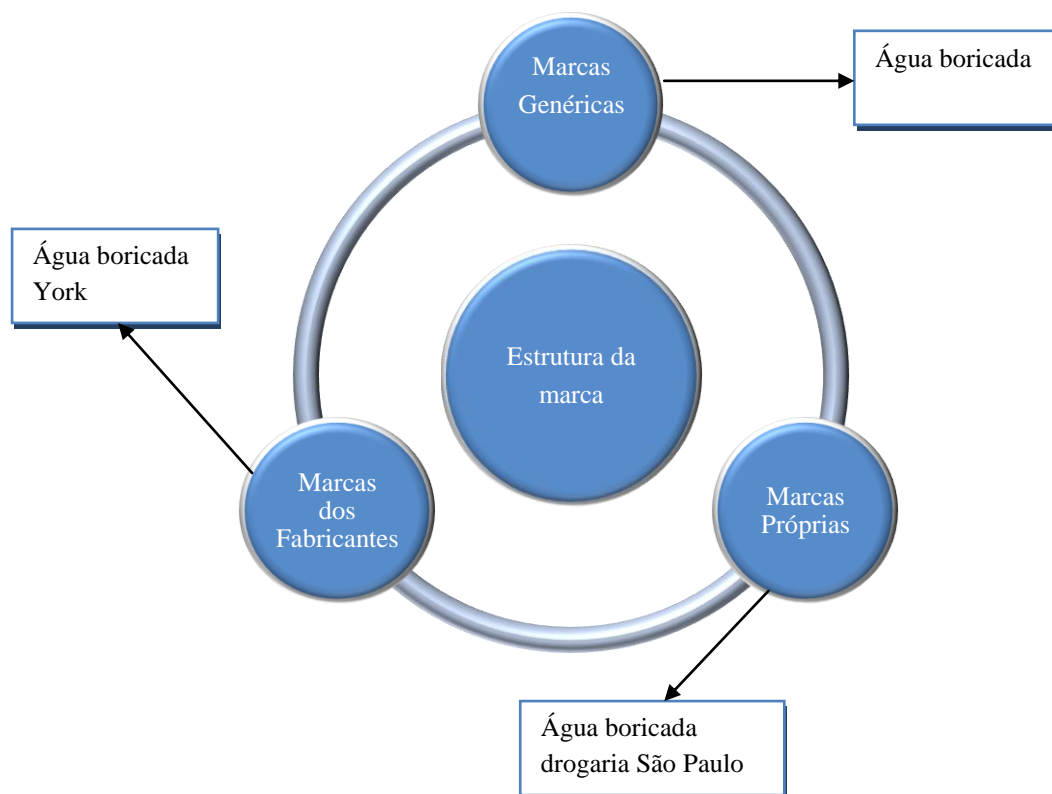 Marcas
Genéricas
Água boricada
Água boricada
York
Estrutura da
marca
Marcas
dos
Fabricantes
Marcas
Próprias
Água boricada
drogaria São Paulo